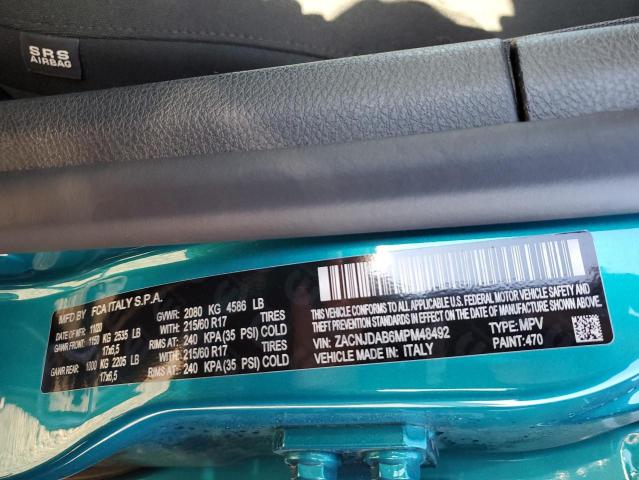 SRS
AIRBAG
MFD BY FCA ITALY S.P.A.
DATE OF MFR: 1120 GVWR: 2080 KG 4586 LB
GAWR FRONT: 1150 KG 2535 LB WITH: 215/60 R17 TIRES
17x6,5 RIMS AT: 240 KPA (35 PSI) COLD
WITH: 215/60 R17 TIRES
GAWR REAR: 1000 KG 2205 LB RIMS AT: 240 KPA (35 PSI) COLD
17x6,5
THIS VEHICLE CONFORMS TO ALL APPLICABLE
U.S. FEDERAL MOTOR VEHICLE SAFETY AND
THEFT PREVENTION STANDARDS IN EFFECT ON
THE DATE OF MANUFACTURE SHOWN ABOVE.
VIN: ZACNJDAB6MPM48492 TYPE: MPV
VEHICLE MADE IN: ITALY PAINT: 470